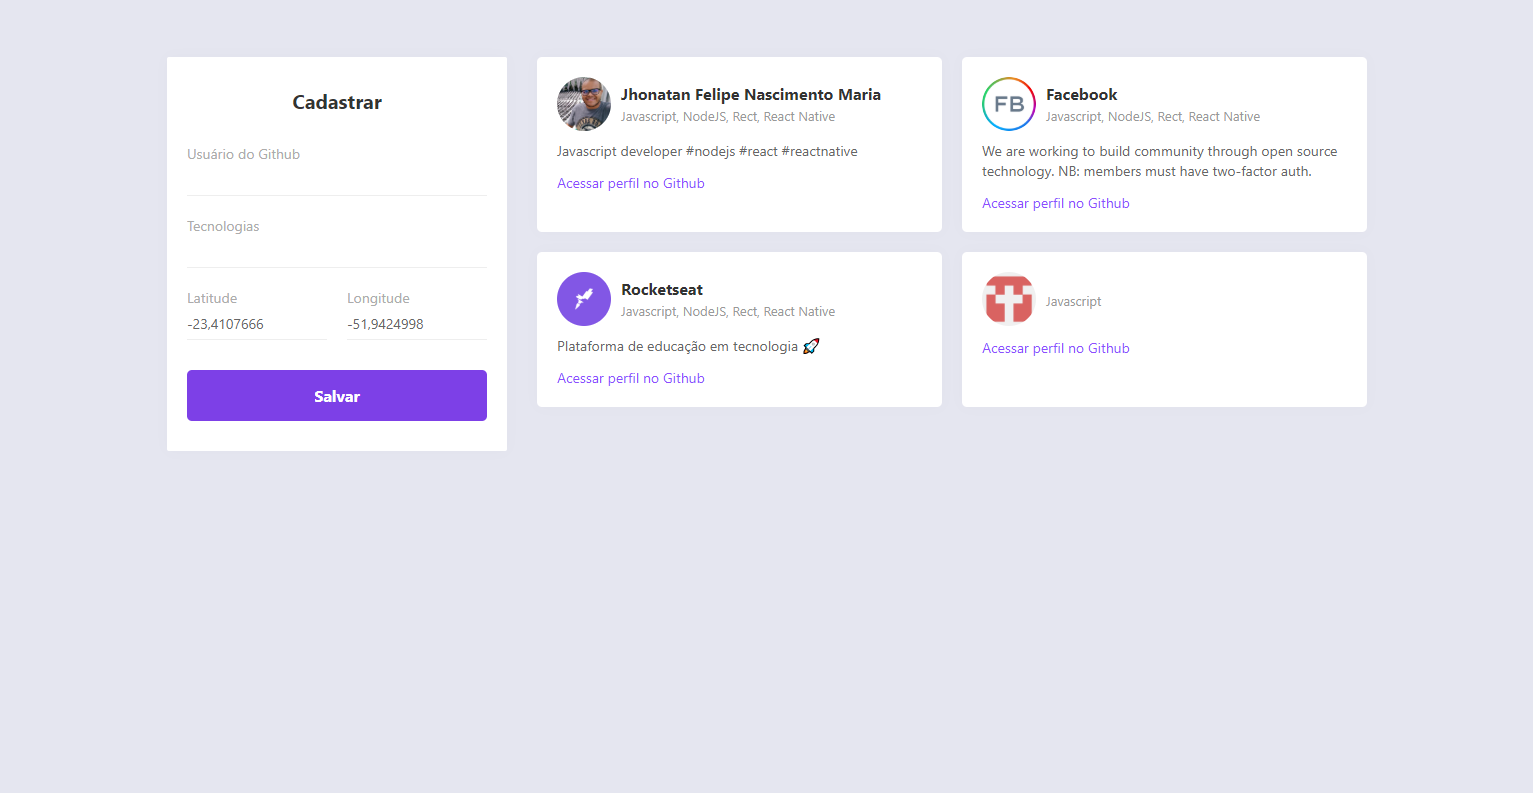 Cadastrar
Usuário do Github
Tecnologias
Latitude
Longitude
-23,4107666
-51,9424998
Salvar
Jhonatan Felipe Nascimento Maria
Javascript, NodeJS, Rect, React Native
Javascript developer #nodejs #react #reactnative
Acessar perfil no Github
FB
Facebook
Javascript, NodeJS, Rect, React Native
We are working to build community through open source
technology. NB: members must have two-factor auth.
Acessar perfil no Github
Rocketseat
Javascript, NodeJS, Rect, React Native
Plataforma de educação em tecnologia 🚀
Acessar perfil no Github
Javascript
Acessar perfil no Github